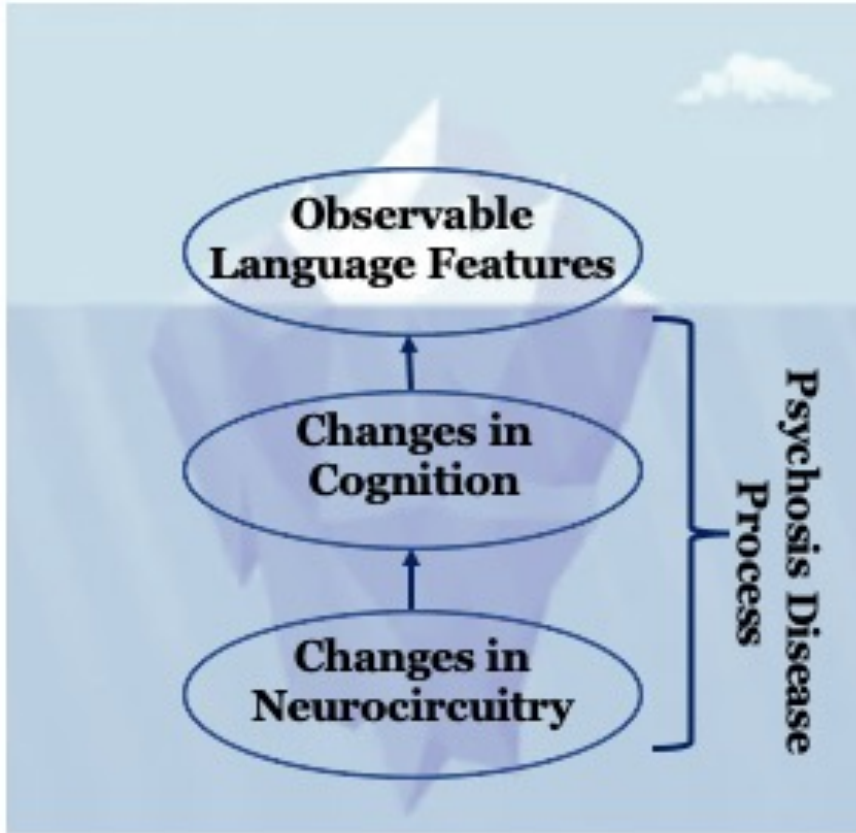 Observable
Language Features
Changes in
Cognition
Changes in
Neurocircuitry
Psychosis Disease
Process